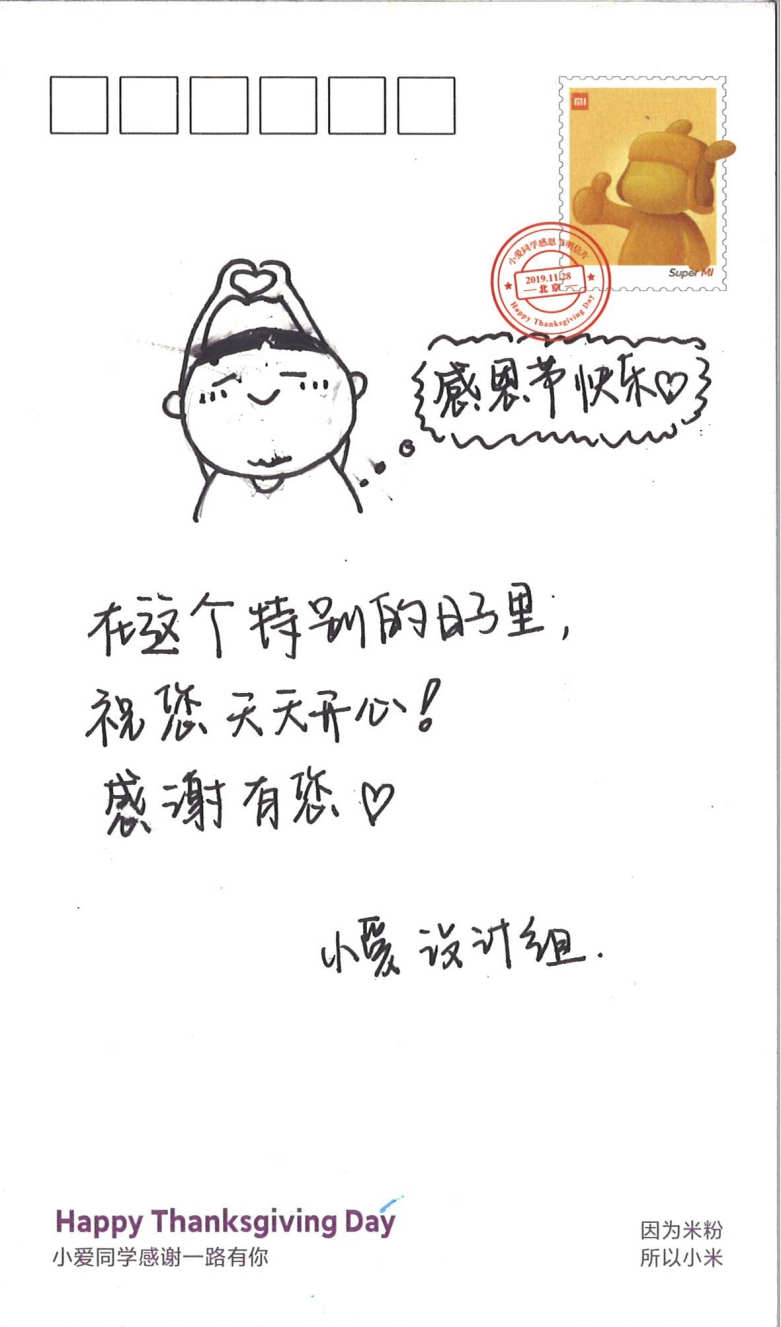 MI
Super MI
小爱同学感恩节明信片
2019.11.28
北京
Happy Thanksgiving Day
感恩节快乐♡
在这个特别的日子里,
祝您天天开心!
感谢有您♡
小爱设计组.
Happy Thanksgiving Day
小爱同学感谢一路有你
因为米粉
所以小米